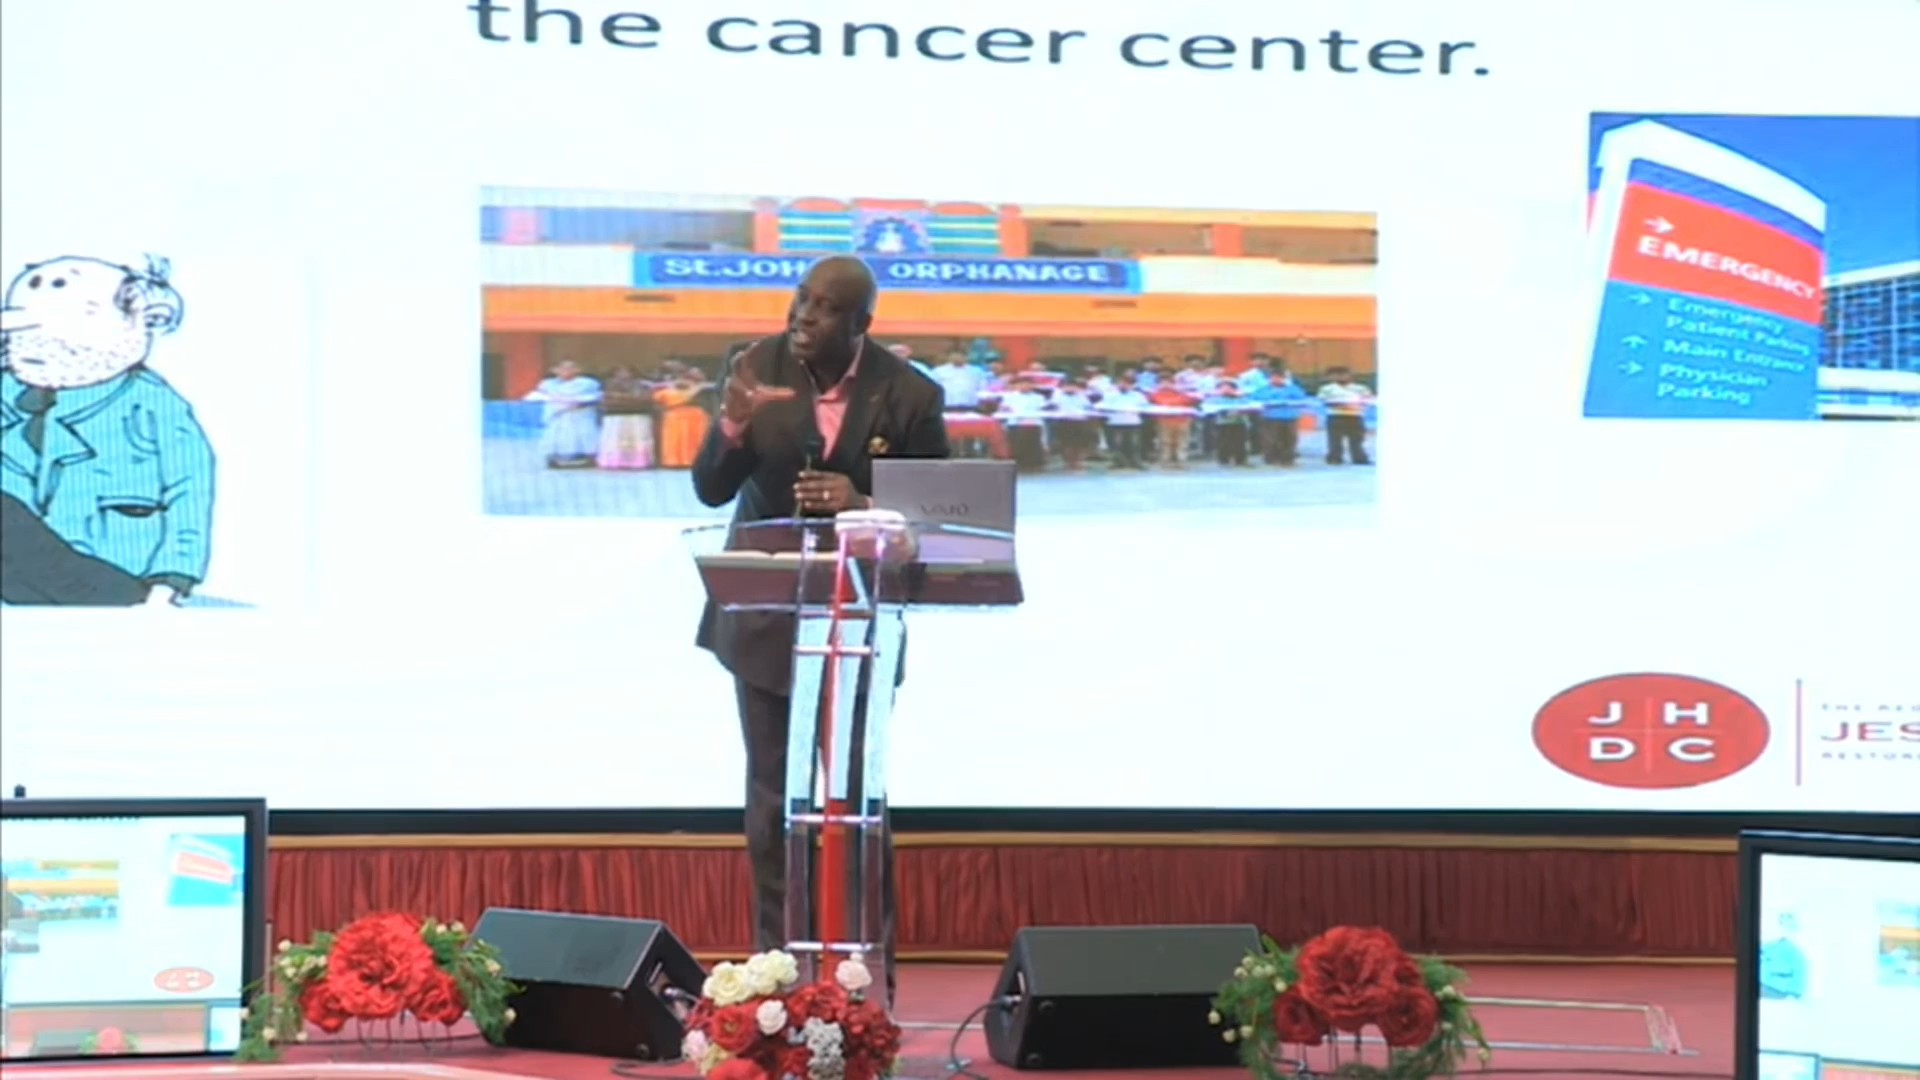 the cancer center.
St.JOH ORPHANAGE
EMERGENCY
Emergency
Patient Parking
Main Entrance
Physician
Parking
VAIO
J H
D C
JES